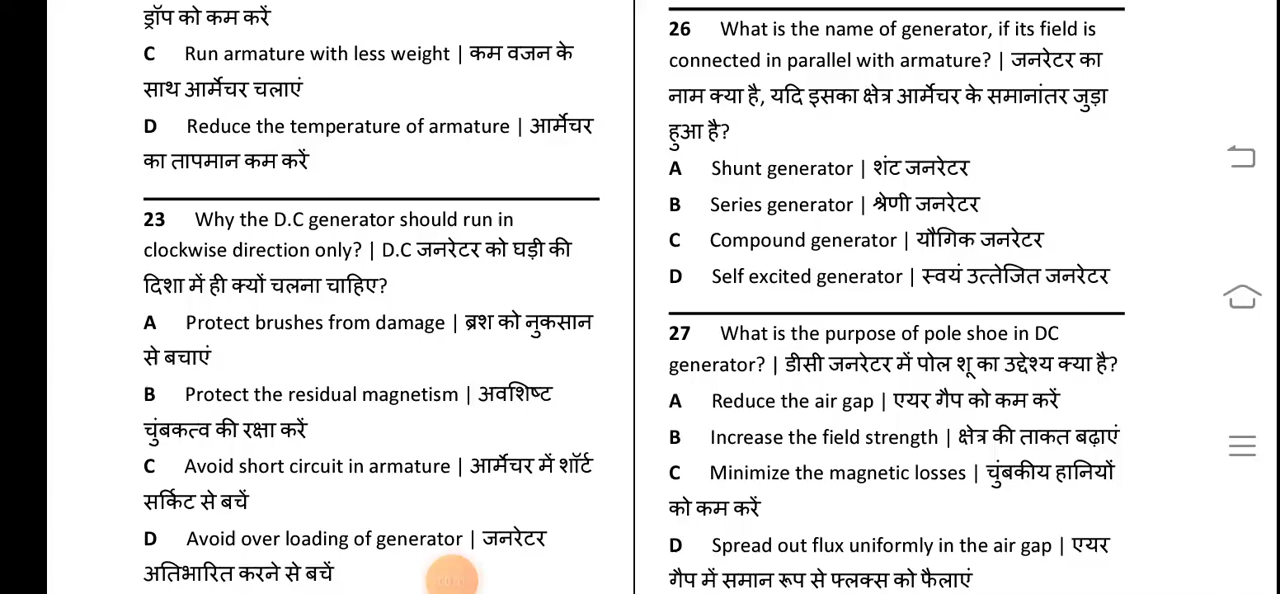 ड्रॉप को कम करें
C Run armature with less weight | कम वजन के
साथ आर्मेचर चलाएं
D Reduce the temperature of armature | आर्मेचर
का तापमान कम करें
23 Why the D.C generator should run in
clockwise direction only? | D.C जनरेटर को घड़ी की
दिशा में ही क्यों चलना चाहिए?
A Protect brushes from damage | ब्रश को नुकसान
से बचाएं
B Protect the residual magnetism | अवशिष्ट
चुंबकत्व की रक्षा करें
C Avoid short circuit in armature | आर्मेचर में शॉर्ट
सर्किट से बचें
D Avoid over loading of generator | जनरेटर
अतिभारित करने से बचें
26 What is the name of generator, if its field is
connected in parallel with armature? | जनरेटर का
नाम क्या है, यदि इसका क्षेत्र आर्मेचर के समानांतर जुड़ा
हुआ है?
A Shunt generator | शंट जनरेटर
B Series generator | श्रेणी जनरेटर
C Compound generator | यौगिक जनरेटर
D Self excited generator | स्वयं उत्तेजित जनरेटर
27 What is the purpose of pole shoe in DC
generator? | डीसी जनरेटर में पोल शू का उद्देश्य क्या है?
A Reduce the air gap | एयर गैप को कम करें
B Increase the field strength | क्षेत्र की ताकत बढ़ाएं
C Minimize the magnetic losses | चुंबकीय हानियों
को कम करें
D Spread out flux uniformly in the air gap | एयर
गैप में समान रूप से फ्लक्स को फैलाएं